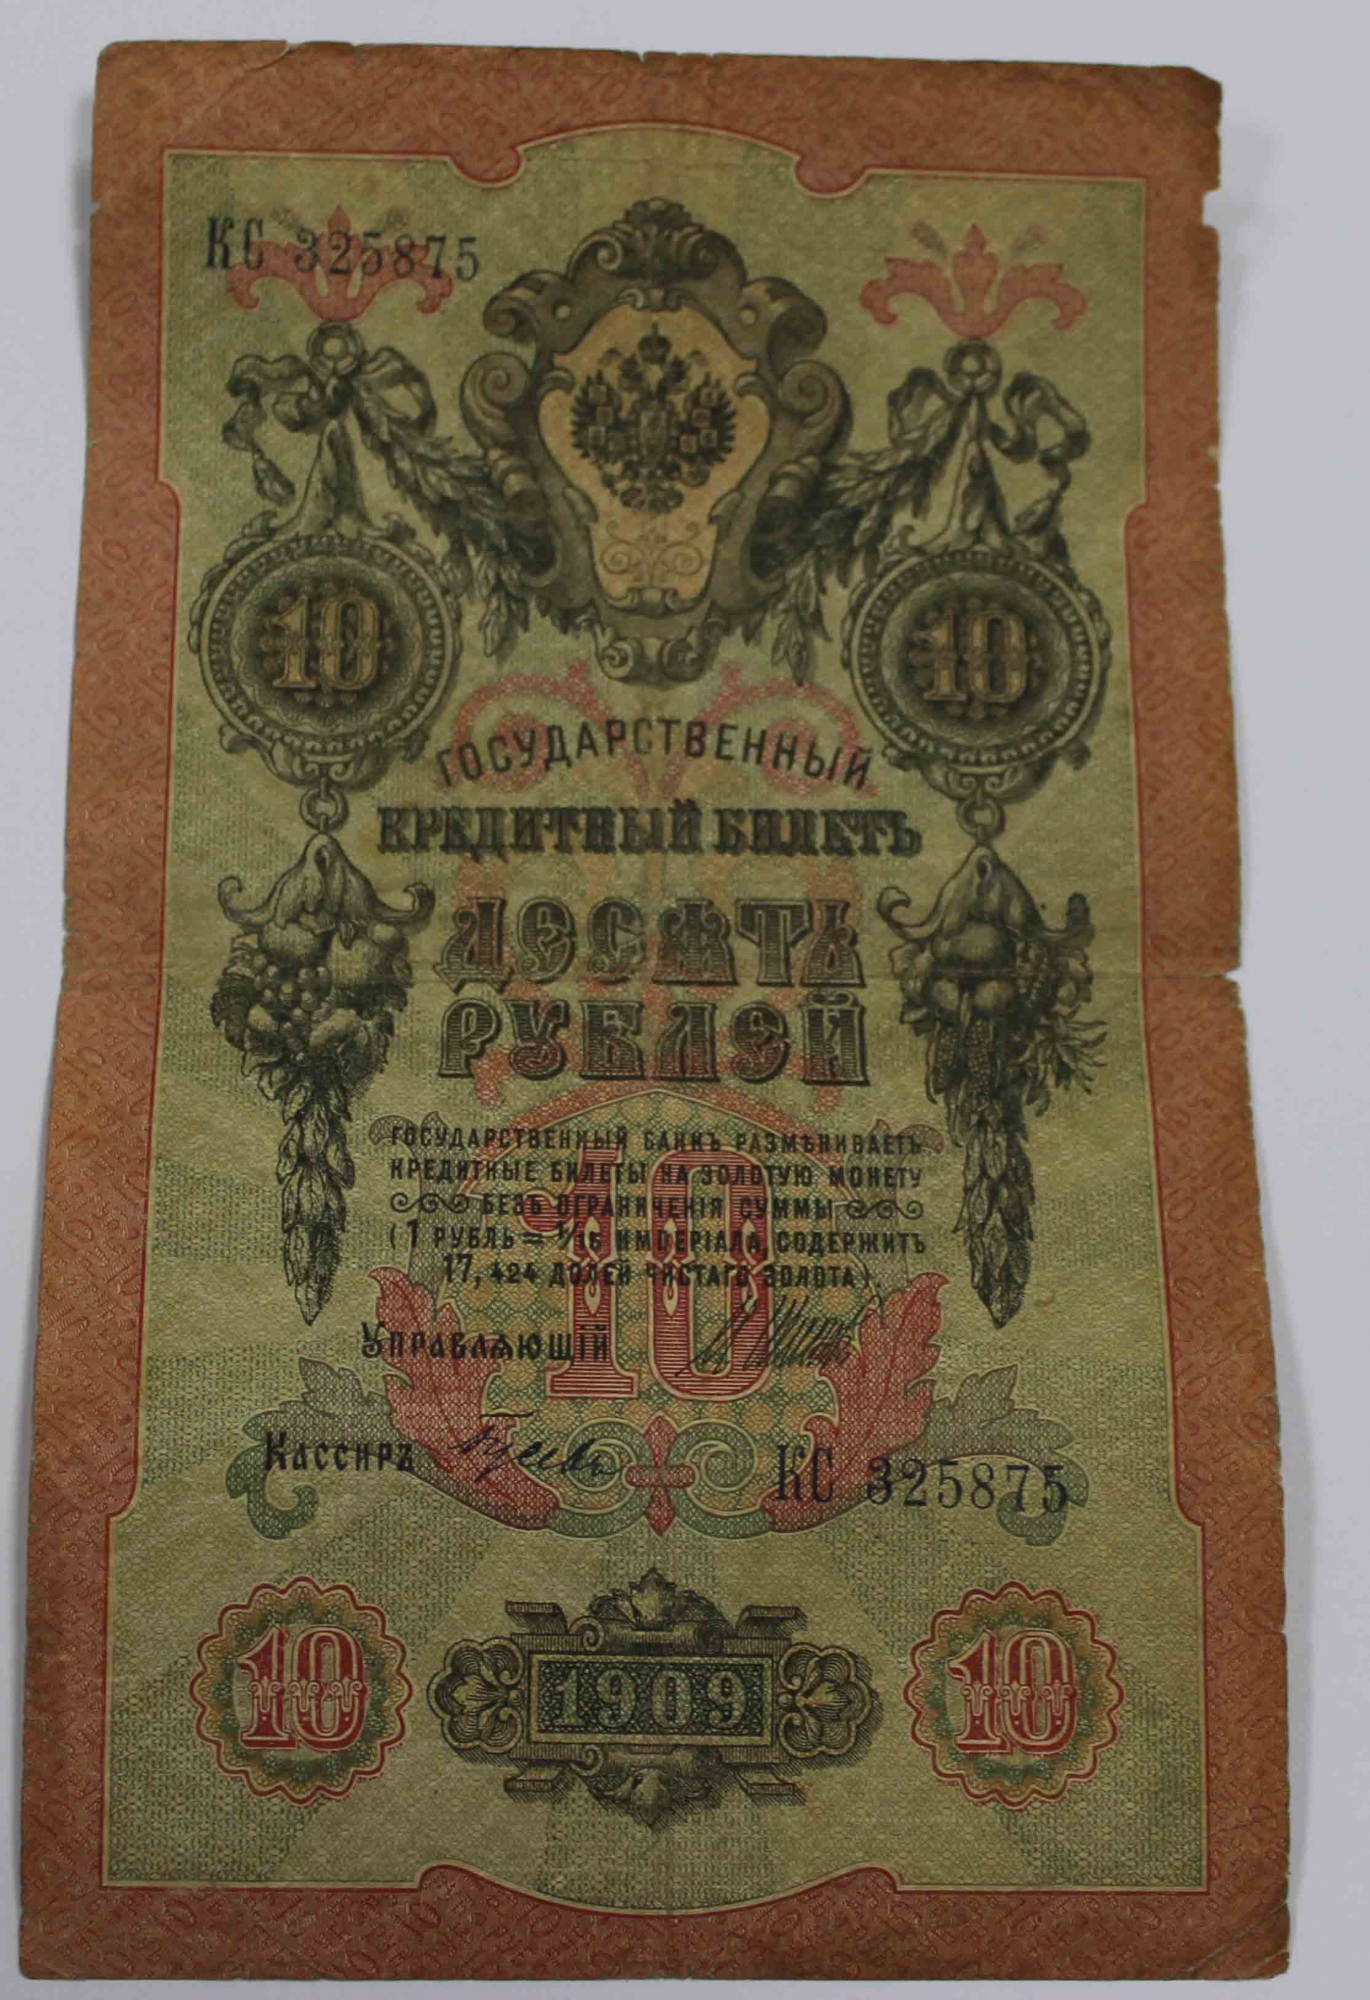 КС 325875
10 10
ГОСУДАРСТВЕННЫЙ
КРЕДИТНЫЙ БИЛЕТЪ
ДЕСЯТЬ
РУБЛЕЙ
ГОСУДАРСТВЕННЫЙ БАНКЪ РАЗМѢНИВАЕТЪ
КРЕДИТНЫЕ БИЛЕТЫ НА ЗОЛОТУЮ МОНЕТУ
БЕЗЪ ОГРАНИЧЕНІЯ СУММЫ
(1 РУБЛЬ = 1/15 ИМПЕРІАЛА, СОДЕРЖИТЪ
17,424 ДОЛЕЙ ЧИСТАГО ЗОЛОТА).
10
УПРАВЛЯЮЩІЙ
КАССИРЪ
КС 325875
10 1909 10